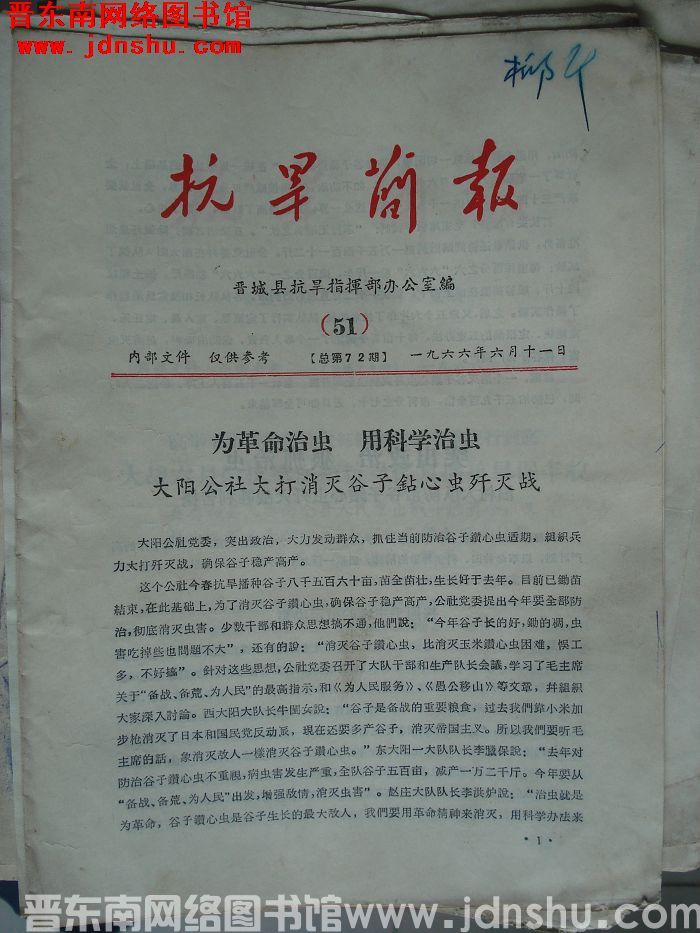 晋东南网络图书馆
www.jdnshu.com
抗旱简报
晋城县抗旱指揮部办公室編
(51)
内部文件 仅供参考 【总第72期】 一九六六年六月十一日
为革命治虫 用科学治虫
大阳公社大打消灭谷子鉆心虫歼灭战
大阳公社党委，突出政治，大力发动群众，抓住当前防治谷子鑽心虫适期，組織兵
力大打歼灭战，确保谷子稳产高产。
这个公社今春抗旱播种谷子八千五百六十亩，苗全苗壮，生长好于去年。目前已鋤苗
結束，在此基础上，为了消灭谷子鑽心虫，确保谷子稳产高产，公社党委提出今年要全部防
治，彻底消灭虫害。少数干部和群众思想搞不通，他們說：“今年谷子长的好，鋤的稠，虫
害吃掉些也問題不大”，还有的說：“消灭谷子鑽心虫，比消灭玉米鑽心虫困难，悞工
多，不好搞”。针对这些思想，公社党委召开了大队干部和生产队长会議，学习了毛主席
关于“备战、备荒、为人民”的最高指示，和《为人民服务》、《愚公移山》等文章，幷組织
大家深入討論。西大阳大队长牛閏女說：“谷子是备战的重要粮食，过去我們靠小米加
步枪消灭了日本和国民党反动派，現在还要多产谷子，消灭帝国主义。所以我們要听毛
主席的話，象消灭敌人一樣消灭谷子鑽心虫。”东大阳一大队队长李臘保說：“去年对
防治谷子鑽心虫不重視，病虫害发生严重，全队谷子五百亩，减产一万二千斤。今年要从
“备战、备荒、为人民”出发，增强敌情，消灭虫害”。赵庄大队队长李洪炉說：“治虫就是
为革命，谷子鑽心虫是谷子生长的最大敌人，我們要用革命精神来消灭，用科学办法来
·1·
晋东南网络图书馆 www.jdnshu.com